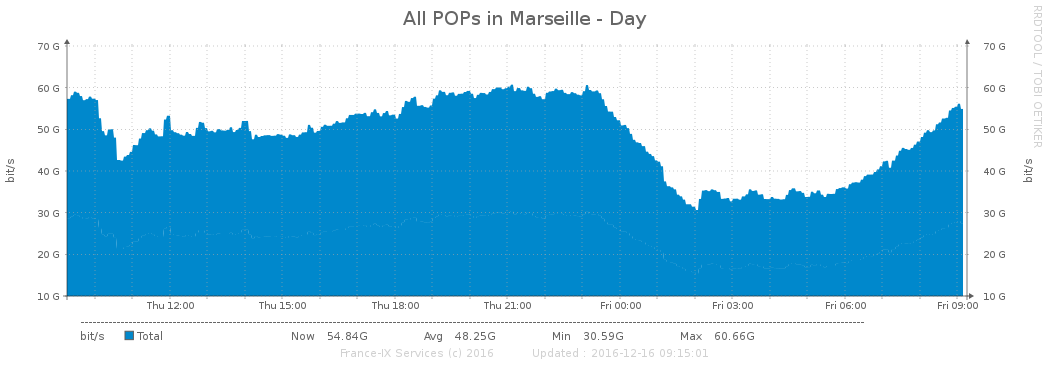 All POPs in Marseille - Day
RRDTOOL / TOBI OETIKER
70 G 70 G
60 G 60 G
50 G 50 G
40 G 40 G
30 G 30 G
20 G 20 G
10 G 10 G
bit/s bit/s
Thu 12:00 Thu 15:00 Thu 18:00 Thu 21:00 Fri 00:00 Fri 03:00 Fri 06:00 Fri 09:00
bit/s Total Now 54.84G Avg 48.25G Min 30.59G Max 60.66G
France-IX Services (c) 2016 Updated : 2016-12-16 09:15:01